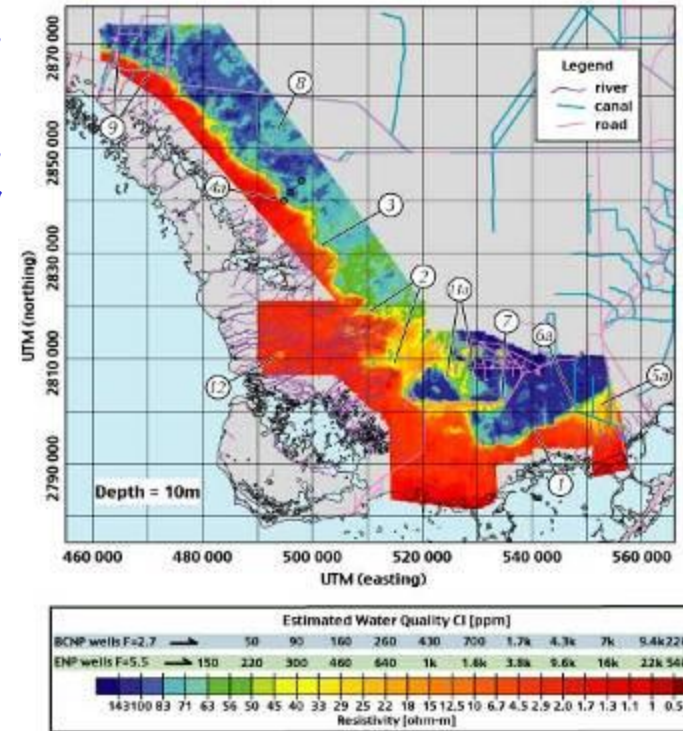 2870 000
2850 000
2830 000
2810 000
2790 000
UTM (northing)
Legend
river
canal
road
8
9
4a
3
2
11a
7
6a
5a
12
1
Depth = 10m
460 000 480 000 500 000 520 000 540 000 560 000
UTM (easting)
Estimated Water Quality Cl [ppm]
BCNP wells F=2.7 50 90 160 260 430 700 1.7k 4.3k 7k 9.4k
ENP wells F=5.5 150 220 300 460 640 1k 1.6k 3.8k 9.6k 16k 22k
143 100 83 71 63 56 50 45 40 33 29 25 22 18 15 12.5 10 6.7 4.5 2.9 2.0 1.7 1.3 1.1 1
Resistivity [ohm-m]